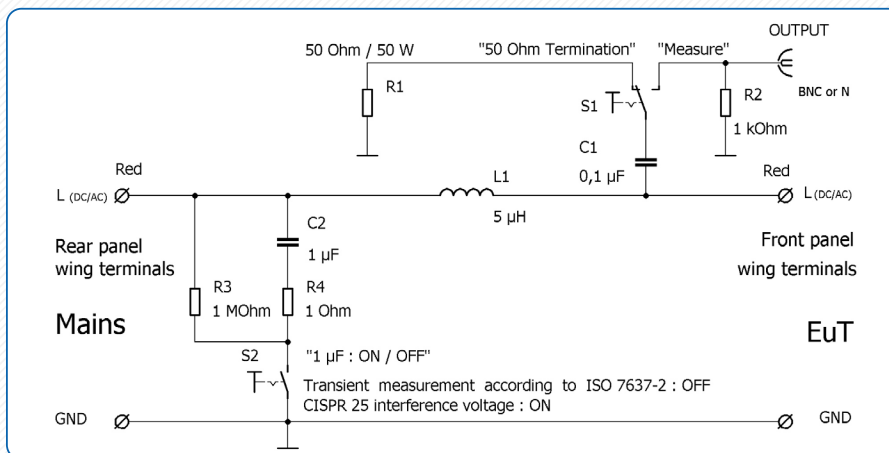 OUTPUT
50 Ohm / 50 W
"50 Ohm Termination"
"Measure"
R1
S1
R2
BNC or N
1 kOhm
C1
0,1 µF
Red
L1
Red
L (DC/AC)
5 µH
L (DC/AC)
C2
1 µF
Rear panel
wing terminals
Front panel
wing terminals
R3
1 MOhm
R4
1 Ohm
Mains
EuT
S2
"1 µF : ON / OFF"
Transient measurement according to ISO 7637-2 : OFF
CISPR 25 interference voltage : ON
GND
GND